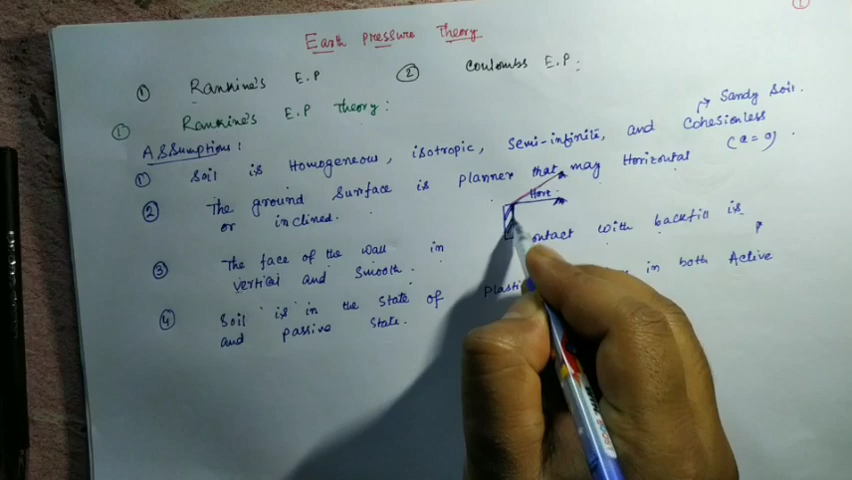 ①
Earth Pressure Theory
① Rankine's E.P ② Coulombs E.P:
① Rankine's E.P Theory:
Assumptions:
→ Sandy Soil.
① Soil is Homogeneous, isotropic, Semi-infinite, and Cohesionless (c=0).
② The ground Surface is planner that may Horizontal
or inclined.
Hore.
③ The face of the wall in contact with backfill is
vertical and Smooth.
④ Soil is in the State of Plasti in both Active
and passive State.